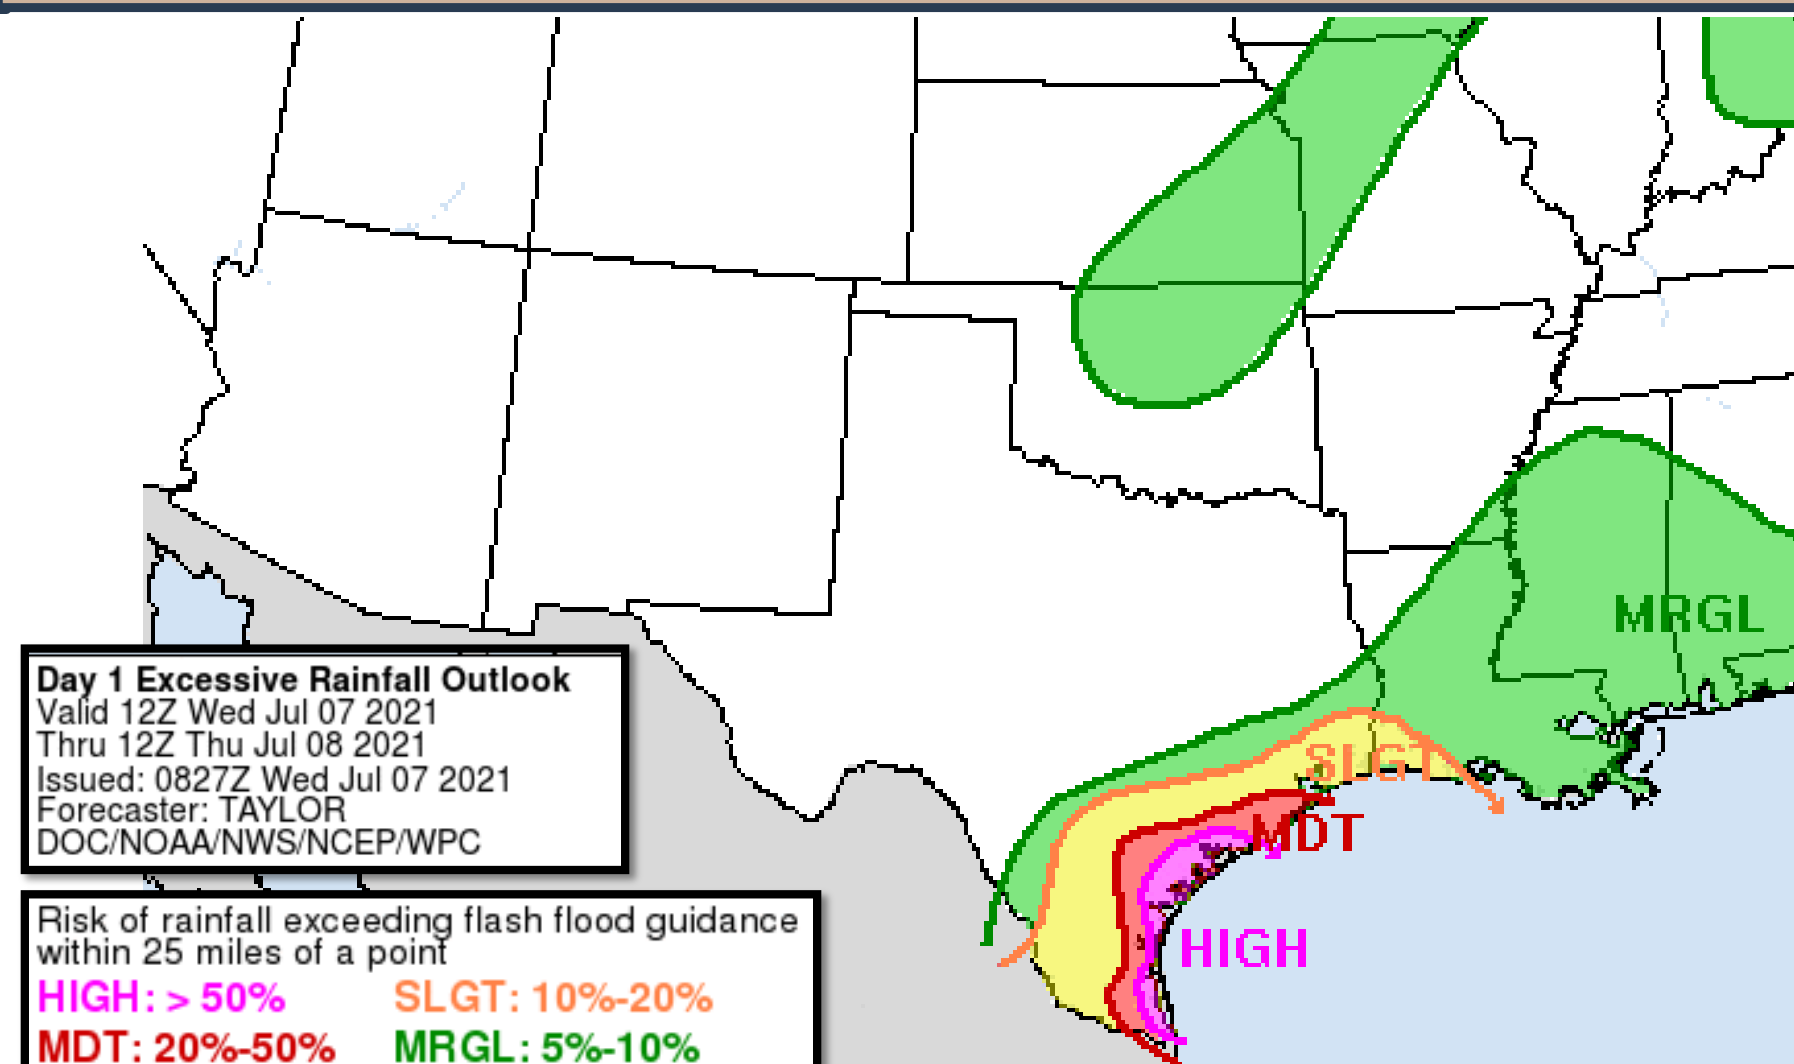 MRGL
SLGT
MDT
HIGH
Day 1 Excessive Rainfall Outlook
Valid 12Z Wed Jul 07 2021
Thru 12Z Thu Jul 08 2021
Issued: 0827Z Wed Jul 07 2021
Forecaster: TAYLOR
DOC/NOAA/NWS/NCEP/WPC
Risk of rainfall exceeding flash flood guidance
within 25 miles of a point
HIGH: > 50% SLGT: 10%-20%
MDT: 20%-50% MRGL: 5%-10%